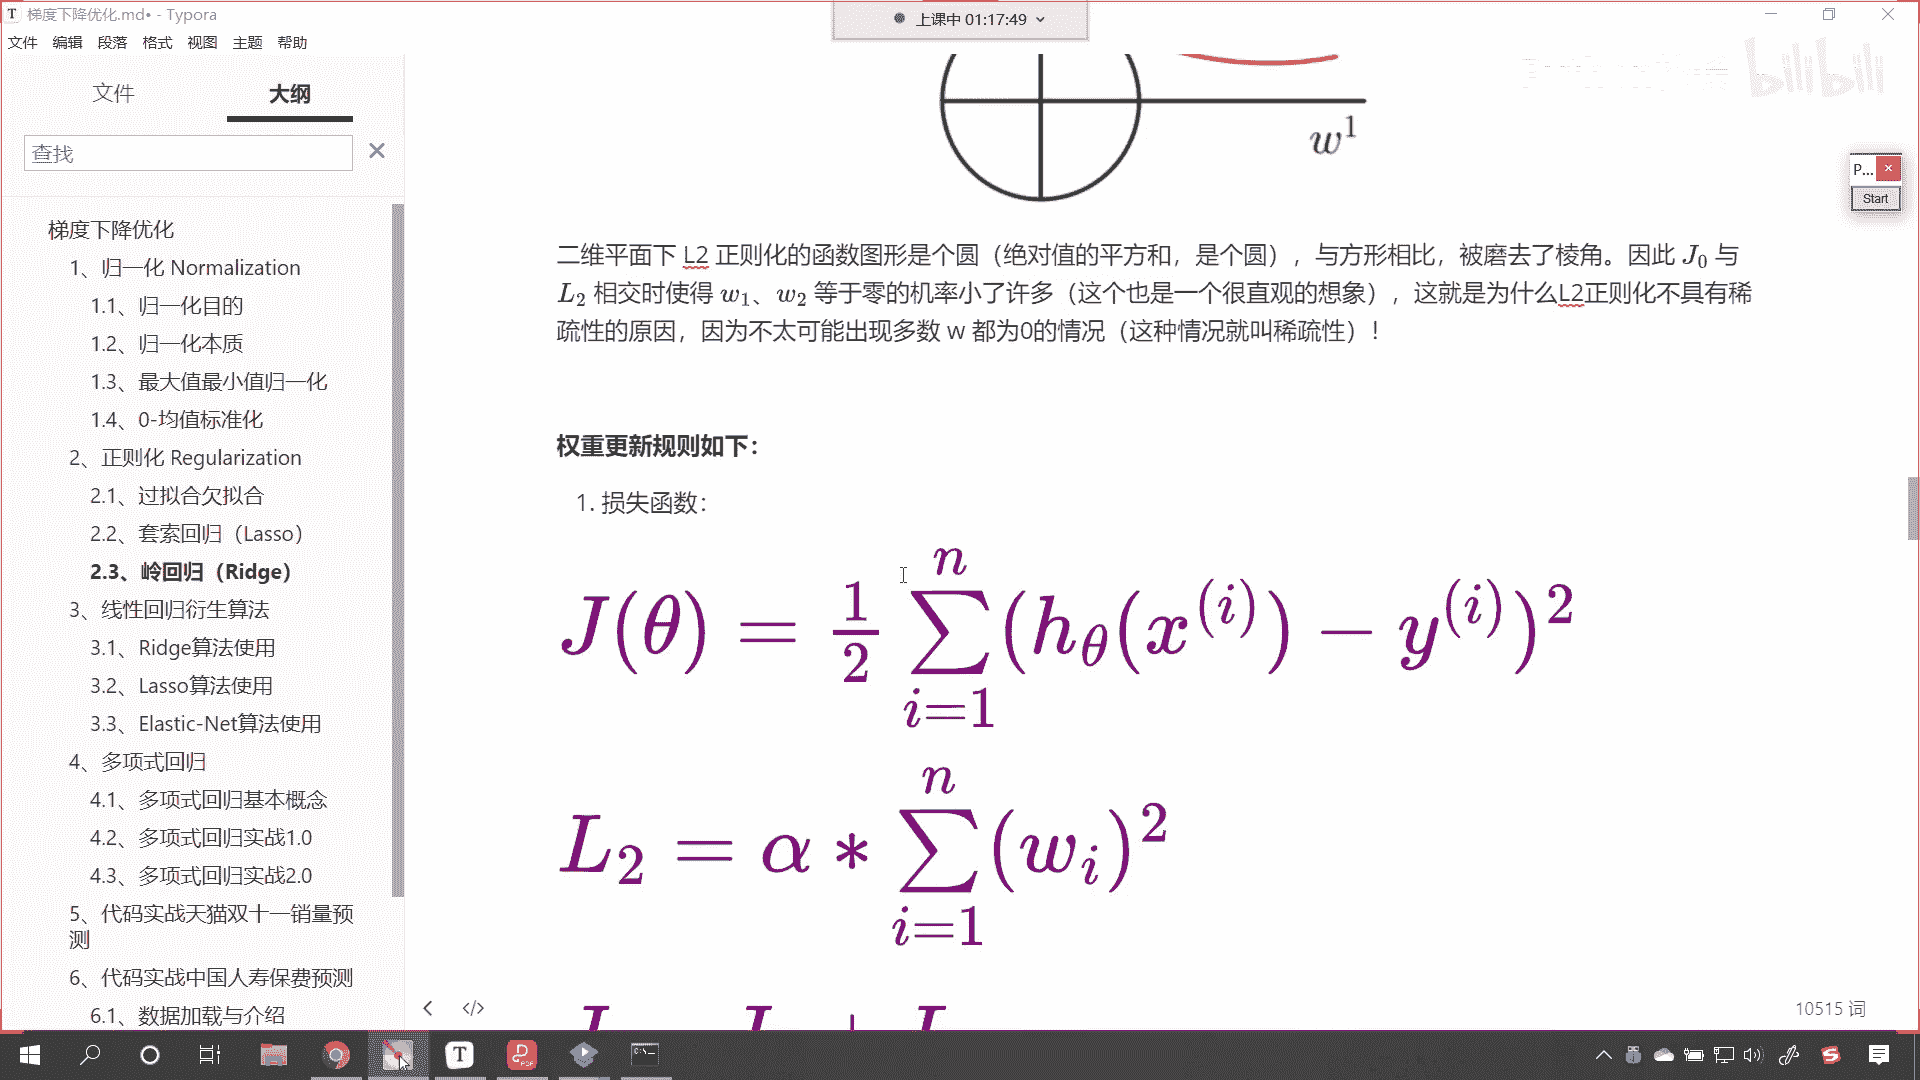 梯度下降优化.md• - Typora
上课中 01:17:49
文件 编辑 段落 格式 视图 主题 帮助
bilibili
文件 大纲
查找
梯度下降优化
1、归一化 Normalization
1.1、归一化目的
1.2、归一化本质
1.3、最大值最小值归一化
1.4、0-均值标准化
2、正则化 Regularization
2.1、过拟合欠拟合
2.2、套索回归（Lasso）
2.3、岭回归（Ridge）
3、线性回归衍生算法
3.1、Ridge算法使用
3.2、Lasso算法使用
3.3、Elastic-Net算法使用
4、多项式回归
4.1、多项式回归基本概念
4.2、多项式回归实战1.0
4.3、多项式回归实战2.0
5、代码实战天猫双十一销量预
测
6、代码实战中国人寿保费预测
6.1、数据加载与介绍
w^1
P...
Start
二维平面下 L2 正则化的函数图形是个圆（绝对值的平方和，是个圆），与方形相比，被磨去了棱角。因此 J_0 与
L_2 相交时使得 w_1、w_2 等于零的机率小了许多（这个也是一个很直观的想象），这就是为什么L2正则化不具有稀
疏性的原因，因为不太可能出现多数 w 都为0的情况（这种情况就叫稀疏性）！
权重更新规则如下：
1. 损失函数：
J(θ) = \frac{1}{2} \sum_{i=1}^{n} (h_θ(x^{(i)}) − y^{(i)})^2
L_2 = α * \sum_{i=1}^{n} (w_i)^2
</>
10515 词